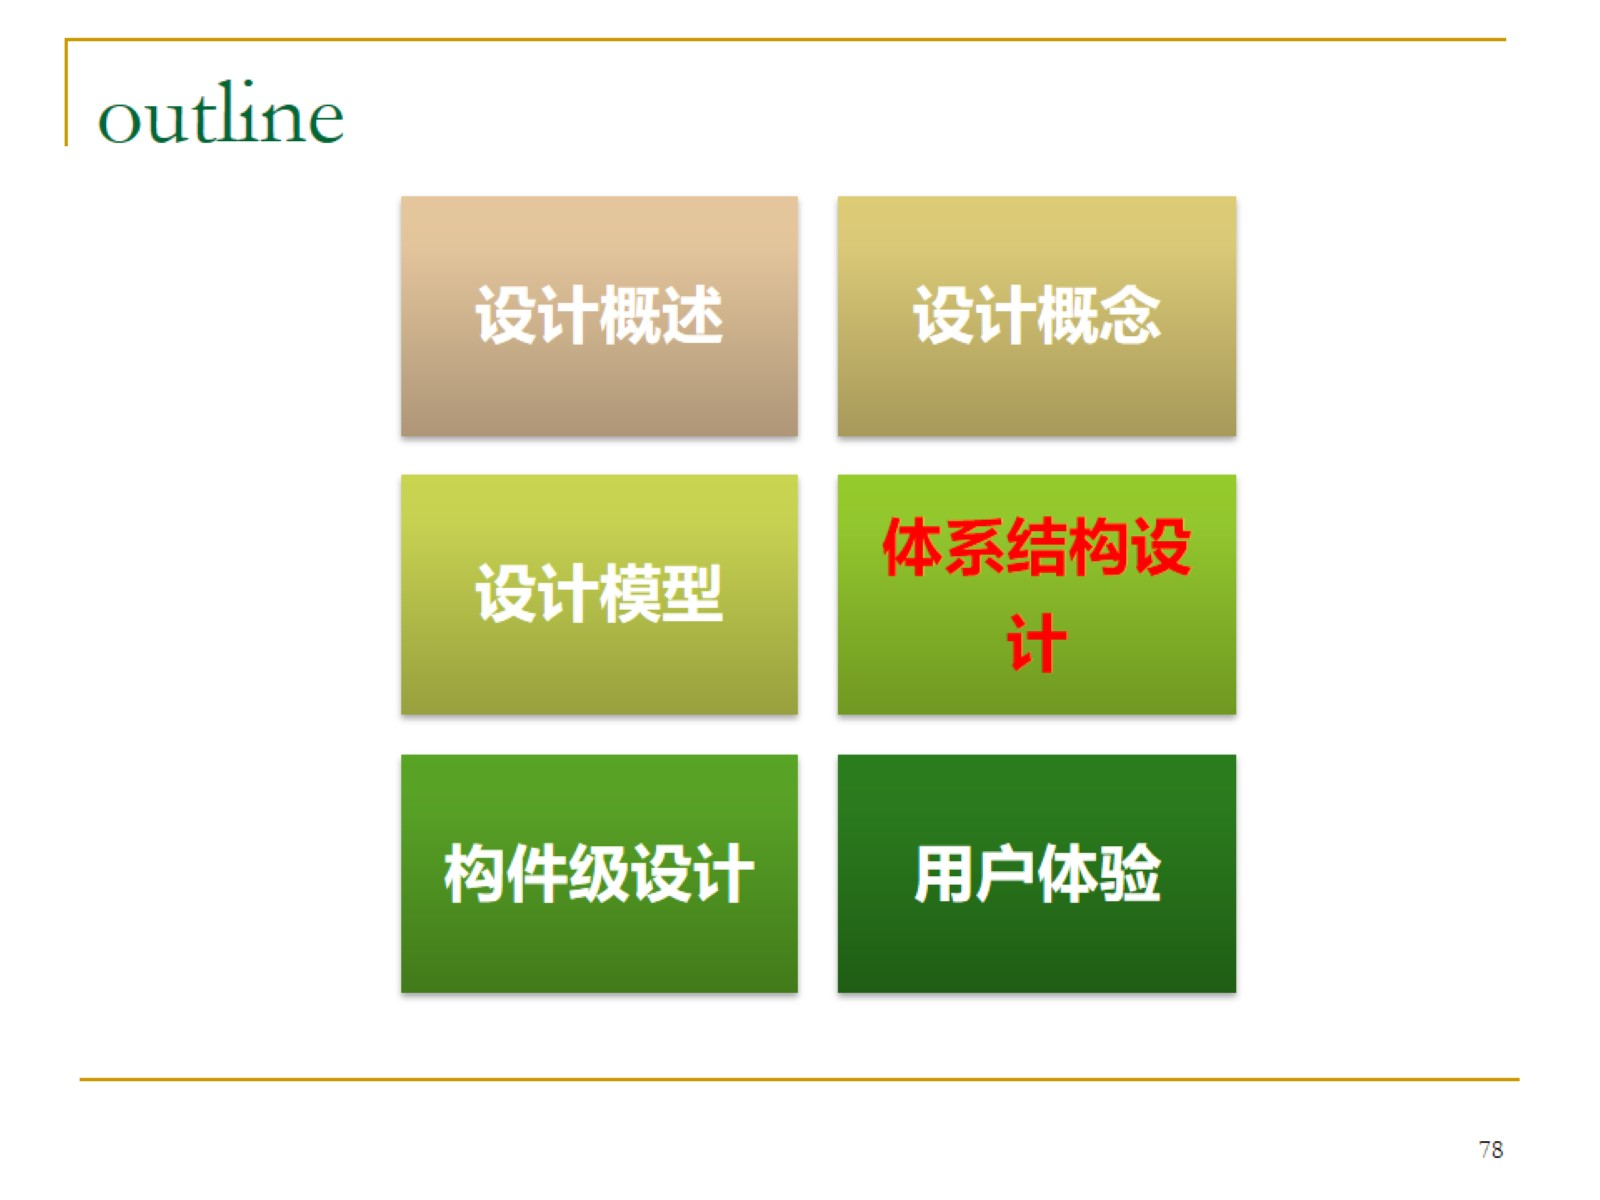 outline
设计概述
设计概念
设计模型
体系结构设
计
构件级设计
用户体验
78